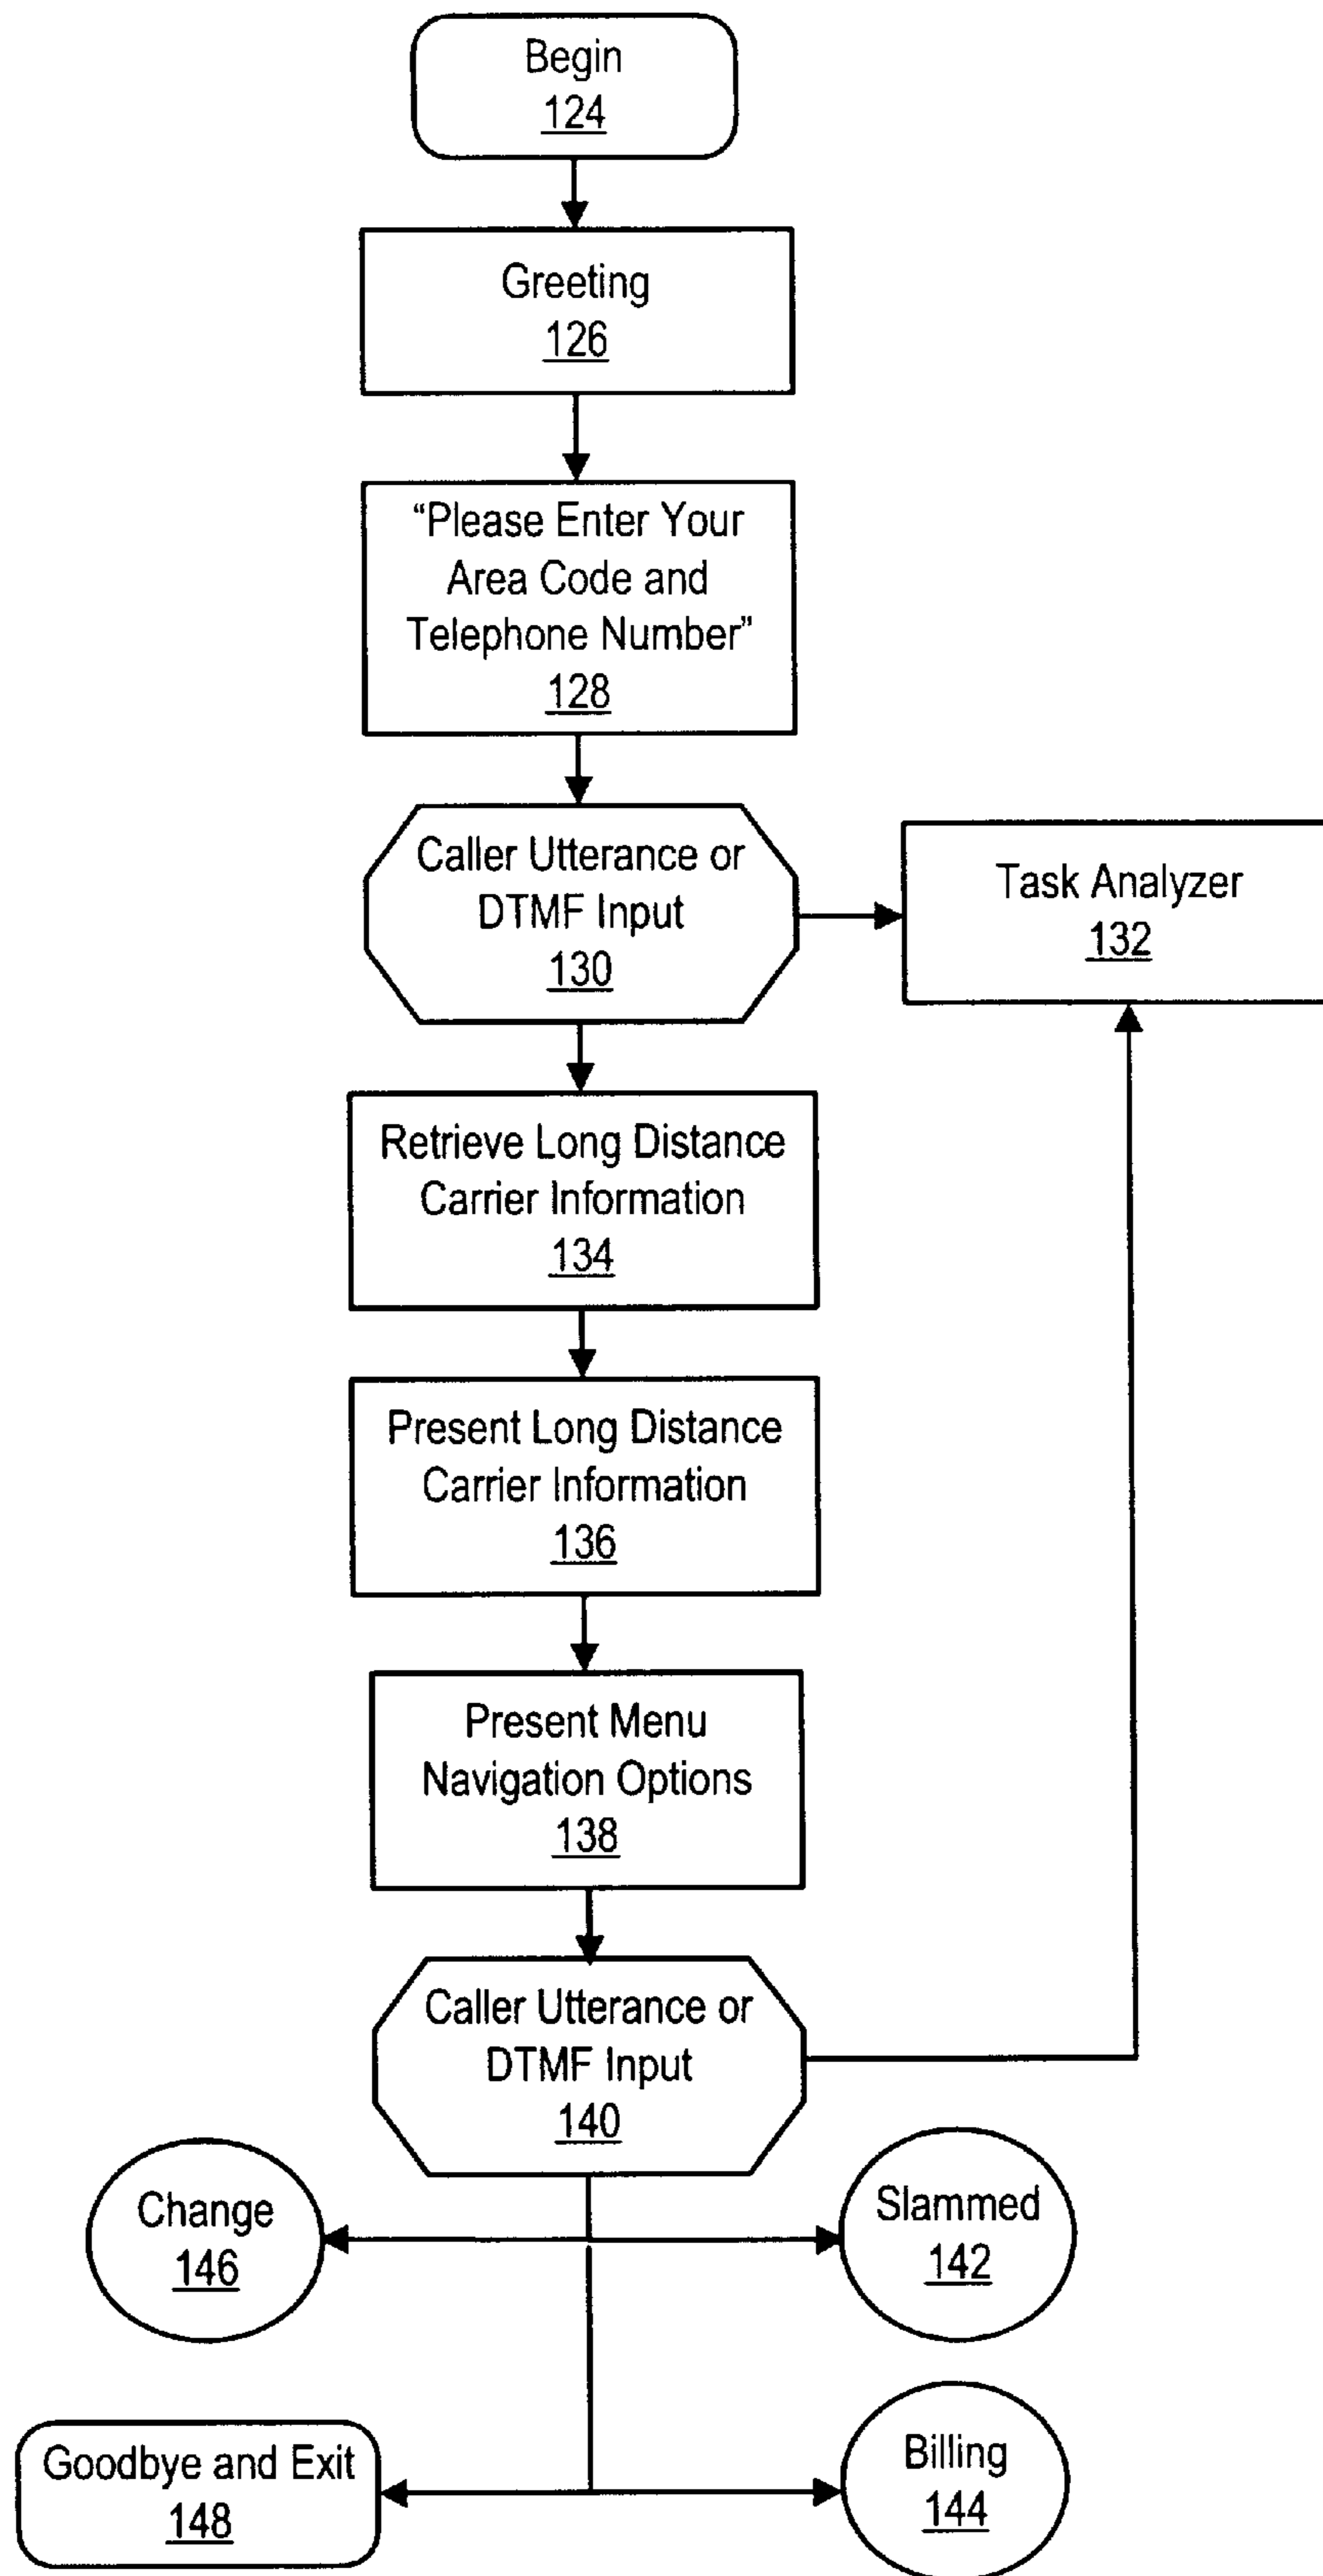 Begin
124
Greeting
126
“Please Enter Your
Area Code and
Telephone Number”
128
Caller Utterance or
DTMF Input
130
Task Analyzer
132
Retrieve Long Distance
Carrier Information
134
Present Long Distance
Carrier Information
136
Present Menu
Navigation Options
138
Caller Utterance or
DTMF Input
140
Change
146
Slammed
142
Goodbye and Exit
148
Billing
144